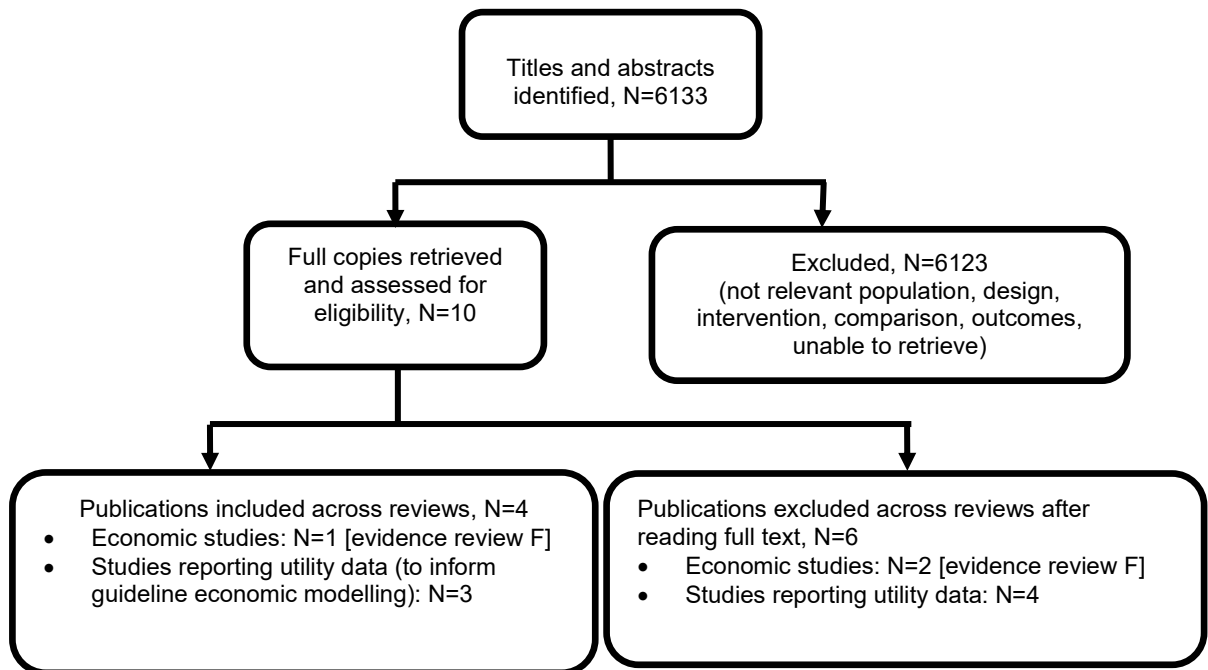 Titles and abstracts
identified, N=6133
Full copies retrieved
and assessed for
eligibility, N=10
Excluded, N=6123
(not relevant population, design,
intervention, comparison, outcomes,
unable to retrieve)
Publications included across reviews, N=4
• Economic studies: N=1 [evidence review F]
• Studies reporting utility data (to inform
guideline economic modelling): N=3
Publications excluded across reviews after
reading full text, N=6
• Economic studies: N=2 [evidence review F]
• Studies reporting utility data: N=4